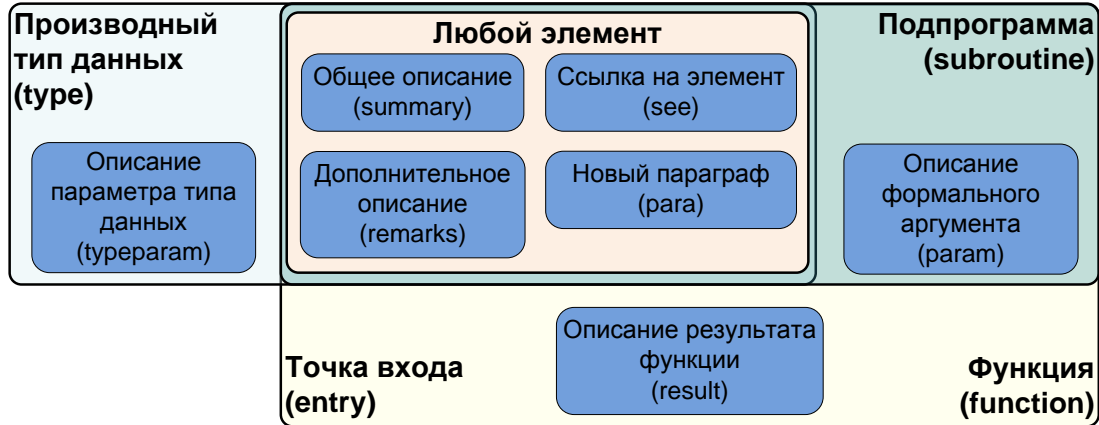 Производный
тип данных
(type)
Любой элемент
Подпрограмма
(subroutine)
Общее описание
(summary)
Ссылка на элемент
(see)
Описание
параметра типа
данных
(typeparam)
Дополнительное
описание
(remarks)
Новый параграф
(para)
Описание
формального
аргумента
(param)
Точка входа
(entry)
Описание результата
функции
(result)
Функция
(function)